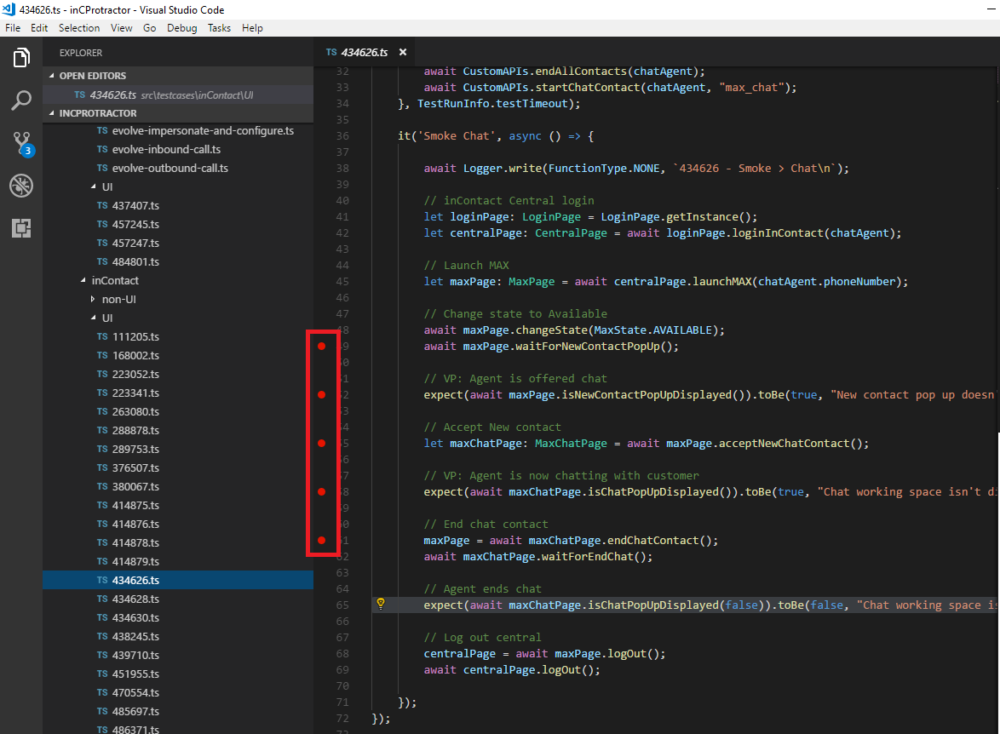 434626.ts - inCProtractor - Visual Studio Code
File Edit Selection View Go Debug Tasks Help
EXPLORER
OPEN EDITORS
TS 434626.ts src\testcases\inContact\UI
INCPROTRACTOR
TS evolve-impersonate-and-configure.ts
TS evolve-inbound-call.ts
TS evolve-outbound-call.ts
UI
TS 437407.ts
TS 457245.ts
TS 457247.ts
TS 484801.ts
inContact
non-UI
UI
TS 111205.ts
TS 168002.ts
TS 223052.ts
TS 223341.ts
TS 263080.ts
TS 288878.ts
TS 289753.ts
TS 376507.ts
TS 380067.ts
TS 414875.ts
TS 414876.ts
TS 414878.ts
TS 414879.ts
TS 434626.ts
TS 434628.ts
TS 434630.ts
TS 438245.ts
TS 439710.ts
TS 451955.ts
TS 470554.ts
TS 485697.ts
TS 486371.ts
3
TS 434626.ts ×
32 await CustomAPIs.endAllContacts(chatAgent);
33 await CustomAPIs.startChatContact(chatAgent, "max_chat");
34 }, TestRunInfo.testTimeout);
35
36 it('Smoke Chat', async () => {
37
38 await Logger.write(FunctionType.NONE, `434626 - Smoke > Chat\n`);
39
40 // inContact Central login
41 let loginPage: LoginPage = LoginPage.getInstance();
42 let centralPage: CentralPage = await loginPage.loginInContact(chatAgent);
43
44 // Launch MAX
45 let maxPage: MaxPage = await centralPage.launchMAX(chatAgent.phoneNumber);
46
47 // Change state to Available
48 await maxPage.changeState(MaxState.AVAILABLE);
9 await maxPage.waitForNewContactPopUp();
0
1 // VP: Agent is offered chat
2 expect(await maxPage.isNewContactPopUpDisplayed()).toBe(true, "New contact pop up doesn
3
4 // Accept New contact
5 let maxChatPage: MaxChatPage = await maxPage.acceptNewChatContact();
6
7 // VP: Agent is now chatting with customer
8 expect(await maxChatPage.isChatPopUpDisplayed()).toBe(true, "Chat working space isn't di
9
0 // End chat contact
1 maxPage = await maxChatPage.endChatContact();
62 await maxChatPage.waitForEndChat();
63
64 // Agent ends chat
65 expect(await maxChatPage.isChatPopUpDisplayed(false)).toBe(false, "Chat working space is
66
67 // Log out central
68 centralPage = await maxPage.logOut();
69 await centralPage.logOut();
70
71 });
72 });